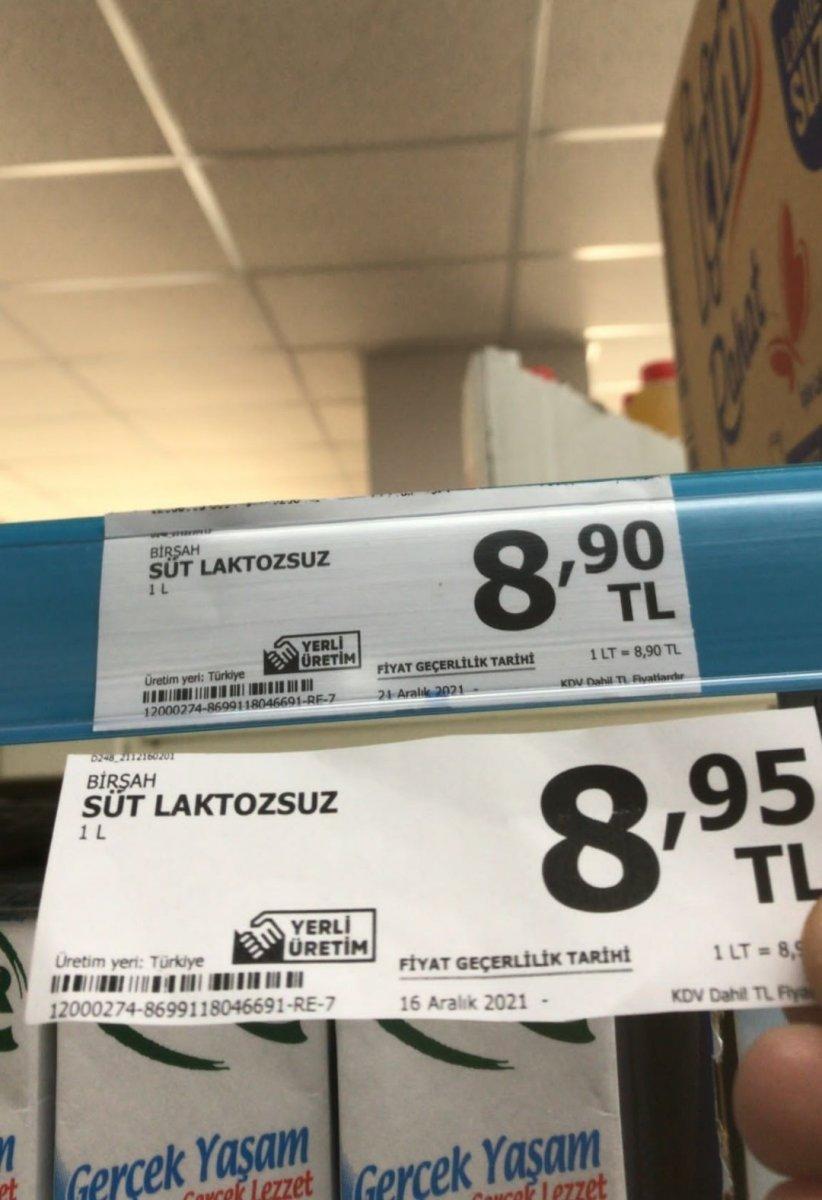 Rahat
BİRŞAH
SÜT LAKTOZSUZ
1 L
8,90
TL
YERLİ
ÜRETİM
Üretim yeri: Türkiye
FİYAT GEÇERLİLİK TARİHİ
1 LT = 8,90 TL
12000274-8699118046691-RE-7
21 Aralık 2021 -
KDV Dahil TL Fiyatlardır
D248_2112160201
BİRŞAH
SÜT LAKTOZSUZ
1 L
8,95
TL
YERLİ
ÜRETİM
Üretim yeri: Türkiye
FİYAT GEÇERLİLİK TARİHİ
1 LT = 8,9
12000274-8699118046691-RE-7
16 Aralık 2021 -
KDV Dahil TL Fiya
Gerçek Yaşam
Gerçek Lezzet
Gerçek Yaşam
Gerçek Lezzet